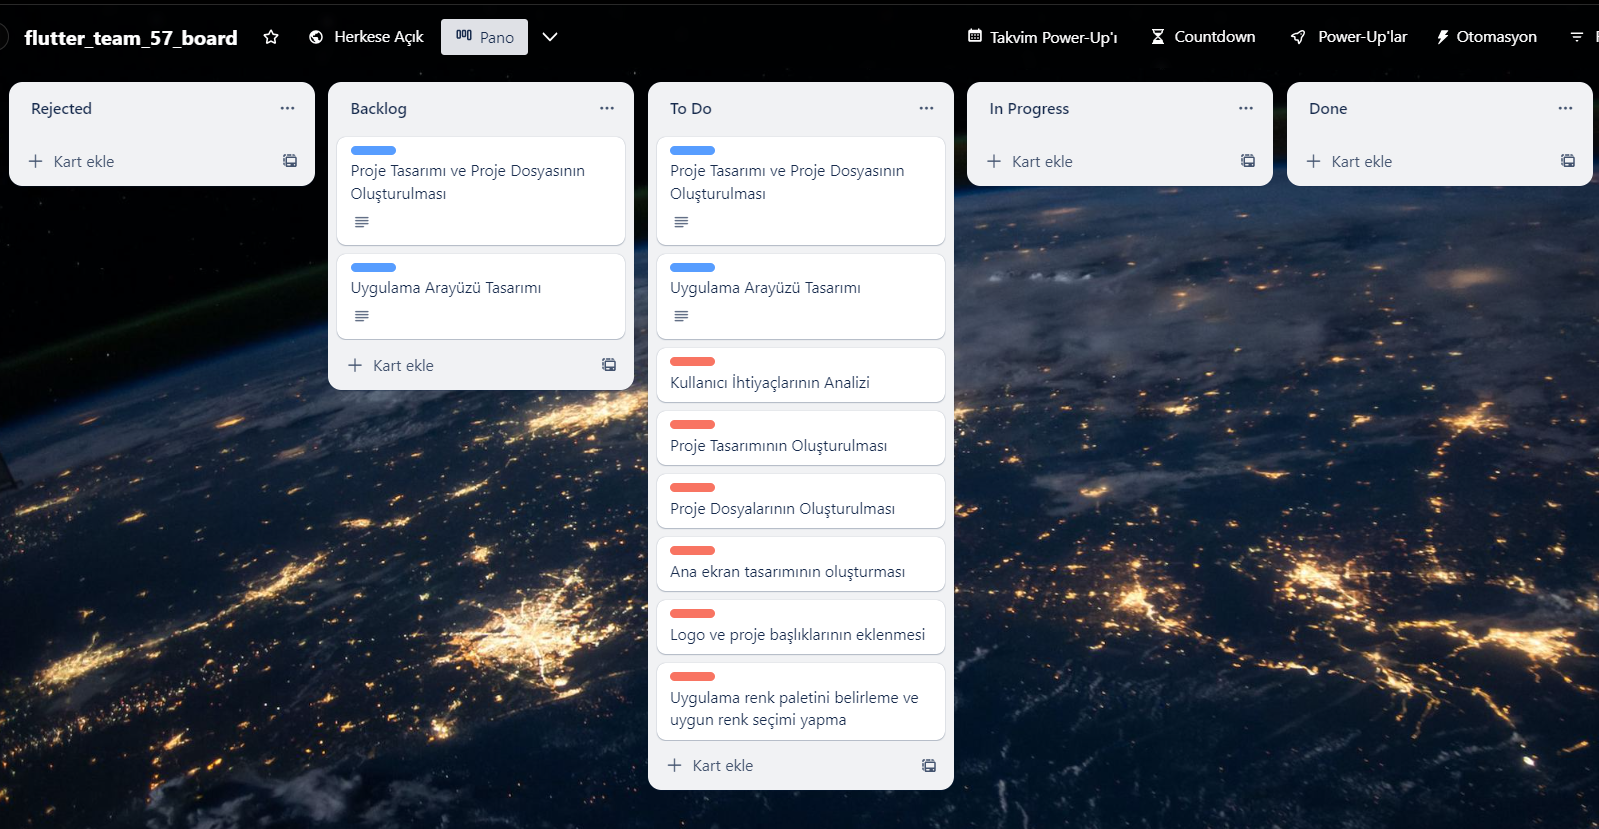 flutter_team_57_board
Herkese Açık
Pano
Takvim Power-Up'ı
Countdown
Power-Up'lar
Otomasyon
Rejected
Kart ekle
Backlog
Proje Tasarımı ve Proje Dosyasının
Oluşturulması
Uygulama Arayüzü Tasarımı
Kart ekle
To Do
Proje Tasarımı ve Proje Dosyasının
Oluşturulması
Uygulama Arayüzü Tasarımı
Kullanıcı İhtiyaçlarının Analizi
Proje Tasarımının Oluşturulması
Proje Dosyalarının Oluşturulması
Ana ekran tasarımının oluşturması
Logo ve proje başlıklarının eklenmesi
Uygulama renk paletini belirleme ve
uygun renk seçimi yapma
Kart ekle
In Progress
Kart ekle
Done
Kart ekle